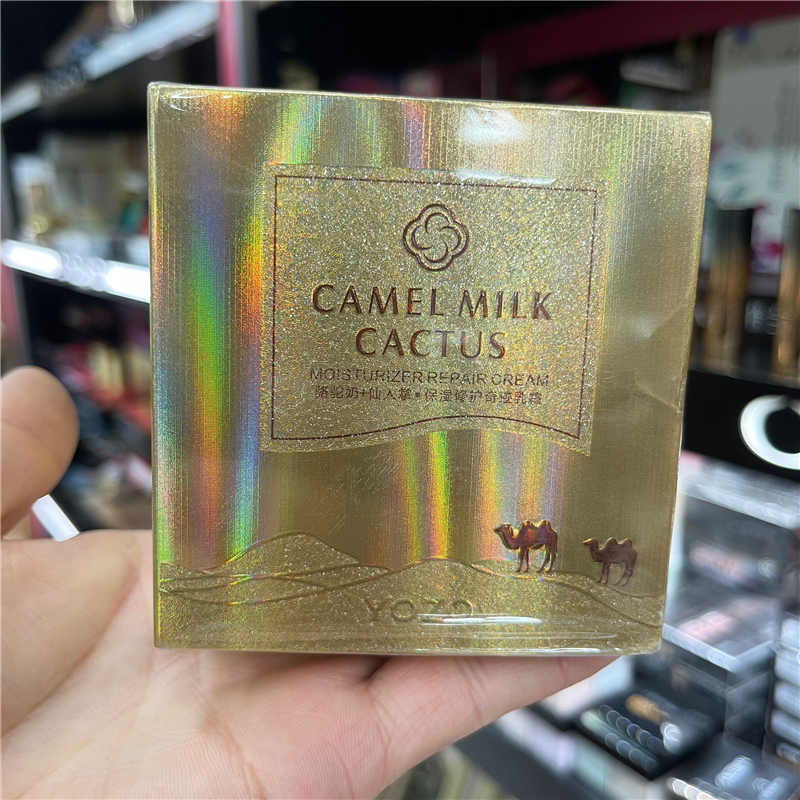 CAMEL MILK
CACTUS
MOISTURIZER REPAIR CREAM
骆驼奶+仙人掌•保湿修护奇迹乳霜
YOZO